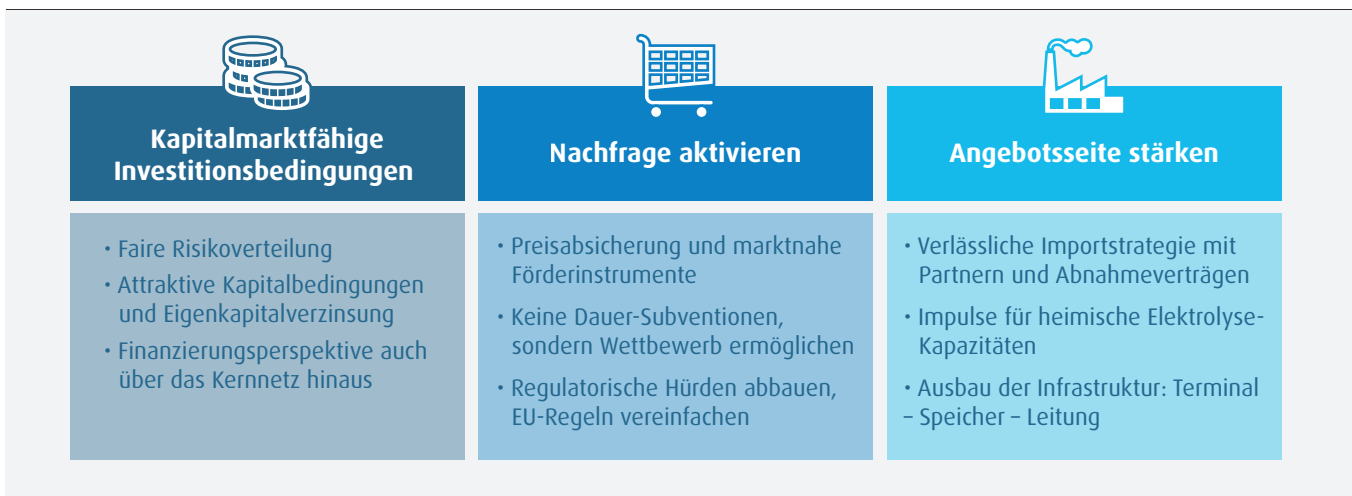 Kapitalmarktfähige
Investitionsbedingungen
• Faire Risikoverteilung
• Attraktive Kapitalbedingungen
und Eigenkapitalverzinsung
• Finanzierungsperspektive auch
über das Kernnetz hinaus
Nachfrage aktivieren
• Preisabsicherung und marktnahe
Förderinstrumente
• Keine Dauer-Subventionen,
sondern Wettbewerb ermöglichen
• Regulatorische Hürden abbauen,
EU-Regeln vereinfachen
Angebotsseite stärken
• Verlässliche Importstrategie mit
Partnern und Abnahmeverträgen
• Impulse für heimische Elektrolyse-
Kapazitäten
• Ausbau der Infrastruktur: Terminal
– Speicher – Leitung